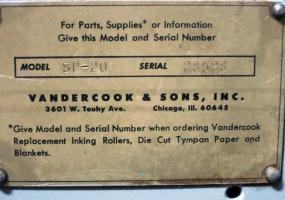 For Parts, Supplies* or Information
Give this Model and Serial Number
MODEL SP-20 SERIAL
VANDERCOOK & SONS, INC.
3601 W. Touhy Ave. Chicago, Ill. 60645
*Give Model and Serial Number when ordering Vandercook
Replacement Inking Rollers, Die Cut Tympan Paper and
Blankets.